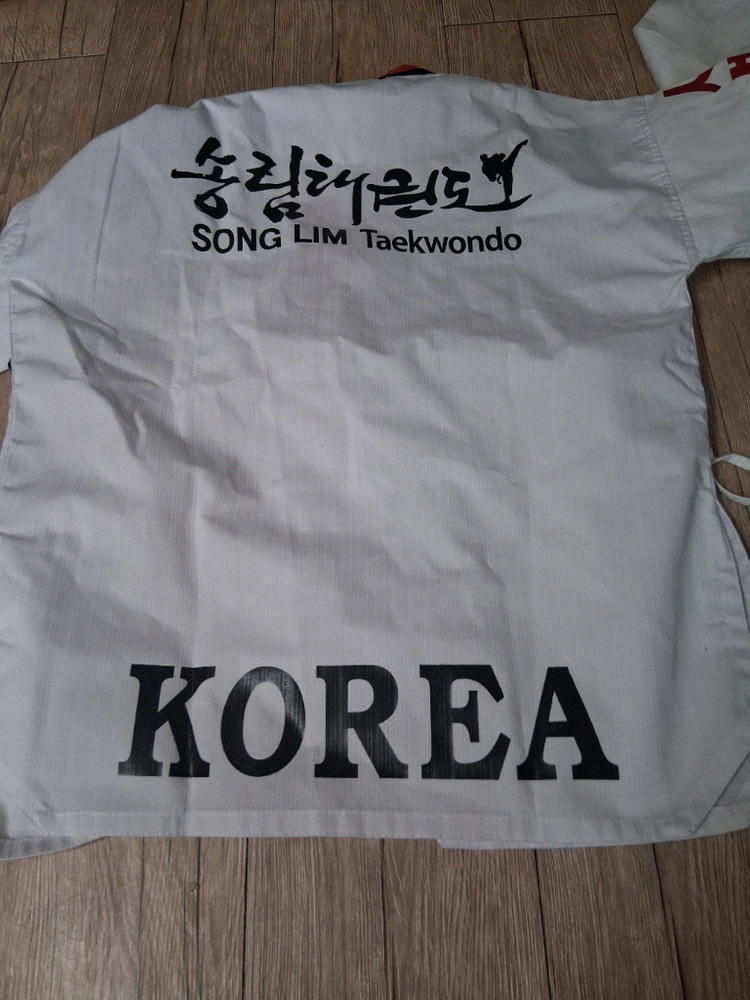 송림태권도
SONG LIM Taekwondo
KOREA